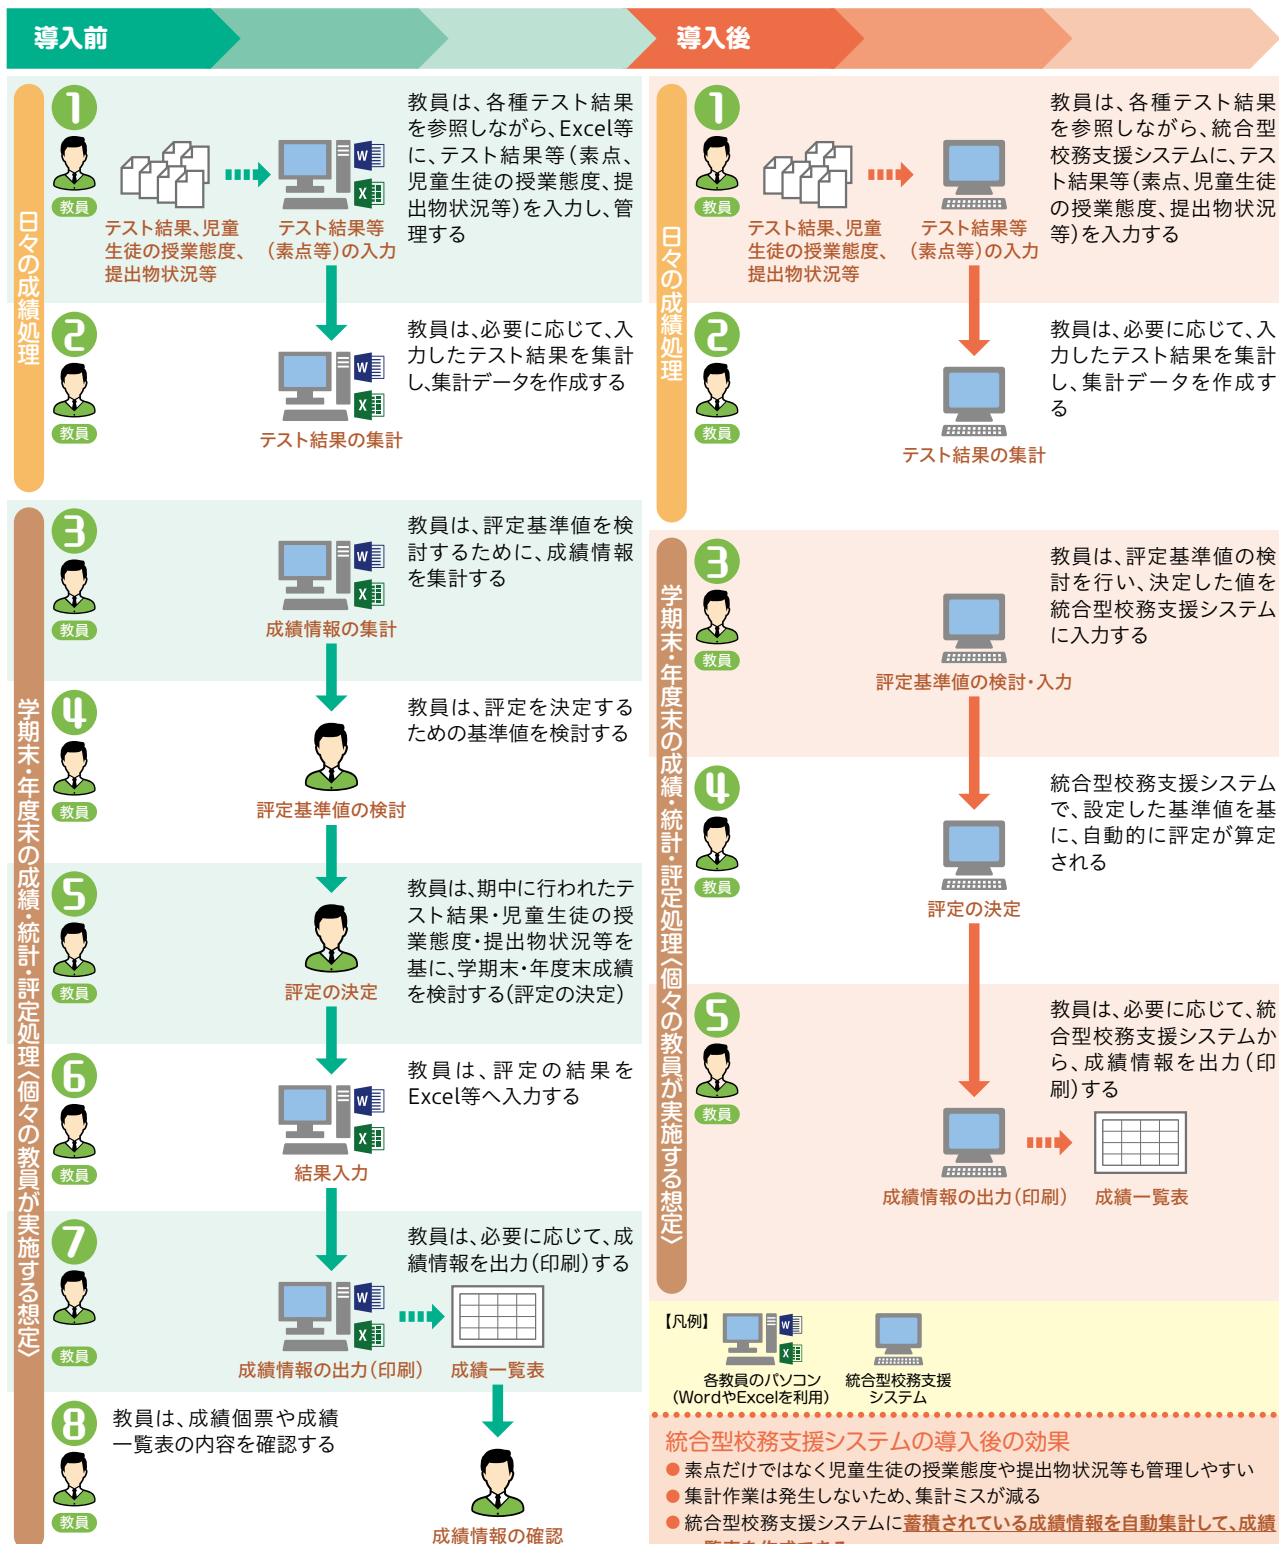 導入前
日々の成績処理
1
教員
テスト結果、児童
生徒の授業態度、
提出物状況等
テスト結果等
(素点等)の入力
教員は、各種テスト結果
を参照しながら、Excel等
に、テスト結果等(素点、
児童生徒の授業態度、提
出物状況等)を入力し、管
理する
2
教員
テスト結果の集計
教員は、必要に応じて、入
力したテスト結果を集計
し、集計データを作成する
学期末・年度末の成績・統計・評定処理〈個々の教員が実施する想定〉
3
教員
成績情報の集計
教員は、評定基準値を検
討するために、成績情報
を集計する
4
教員
評定基準値の検討
教員は、評定を決定する
ための基準値を検討する
5
教員
評定の決定
教員は、期中に行われたテ
スト結果・児童生徒の授
業態度・提出物状況等を
基に、学期末・年度末成績
を検討する(評定の決定)
6
教員
結果入力
教員は、評定の結果を
Excel等へ入力する
7
教員
成績情報の出力(印刷)
成績一覧表
教員は、必要に応じて、成
績情報を出力(印刷)する
8
教員
教員は、成績個票や成績
一覧表の内容を確認する
成績情報の確認
導入後
日々の成績処理
1
教員
テスト結果、児童
生徒の授業態度、
提出物状況等
テスト結果等
(素点等)の入力
教員は、各種テスト結果
を参照しながら、統合型
校務支援システムに、テス
ト結果等(素点、児童生徒
の授業態度、提出物状況
等)を入力する
2
教員
テスト結果の集計
教員は、必要に応じて、入
力したテスト結果を集計
し、集計データを作成す
る
学期末・年度末の成績・統計・評定処理〈個々の教員が実施する想定〉
3
教員
評定基準値の検討・入力
教員は、評定基準値の検
討を行い、決定した値を
統合型校務支援システム
に入力する
4
教員
評定の決定
統合型校務支援システム
で、設定した基準値を基
に、自動的に評定が算定
される
5
教員
成績情報の出力(印刷)
成績一覧表
教員は、必要に応じて、統
合型校務支援システムか
ら、成績情報を出力(印
刷)する
【凡例】
各教員のパソコン
(WordやExcelを利用)
統合型校務支援
システム
統合型校務支援システムの導入後の効果
●素点だけではなく児童生徒の授業態度や提出物状況等も管理しやすい
●集計作業は発生しないため、集計ミスが減る
●統合型校務支援システムに蓄積されている成績情報を自動集計して、成績